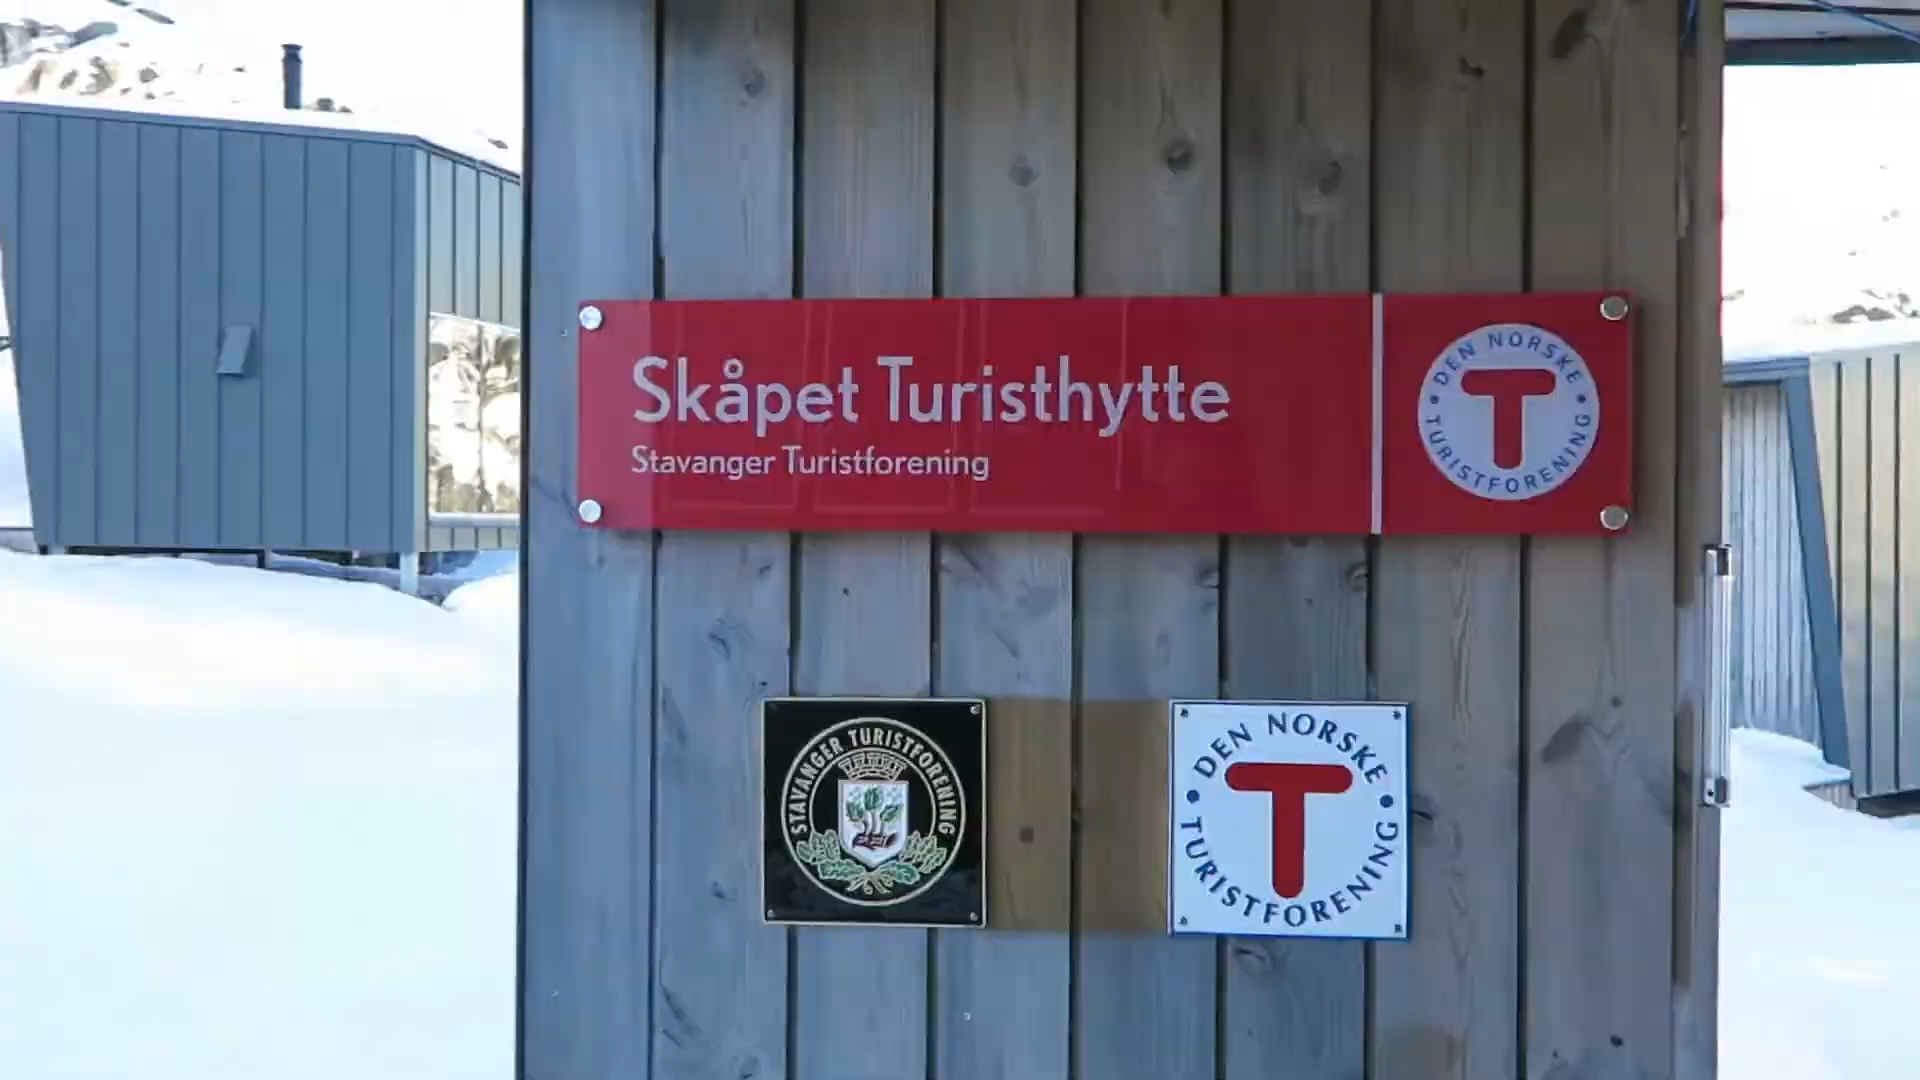 Skåpet Turisthytte
Stavanger Turistforening
DEN NORSKE
T
TURISTFORENING
STAVANGER TURISTFORENING
DEN NORSKE
T
TURISTFORENING